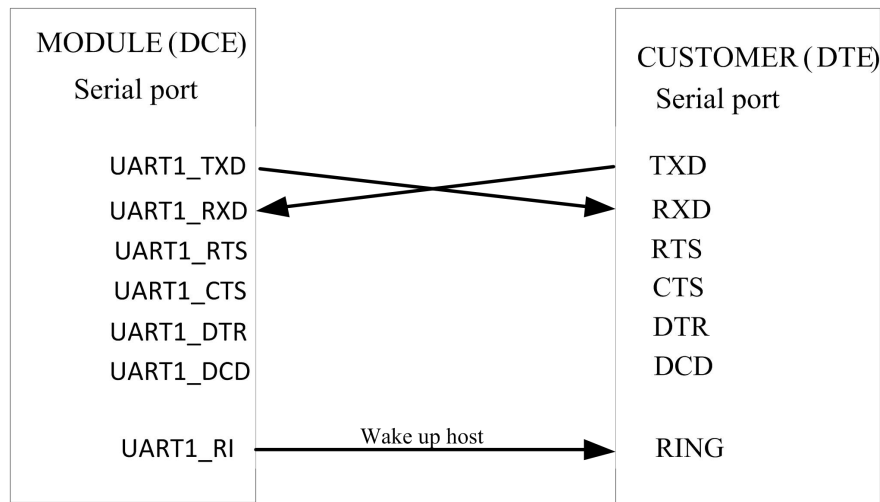 MODULE (DCE)
Serial port
UART1_TXD
UART1_RXD
UART1_RTS
UART1_CTS
UART1_DTR
UART1_DCD
UART1_RI
Wake up host
CUSTOMER (DTE)
Serial port
TXD
RXD
RTS
CTS
DTR
DCD
RING